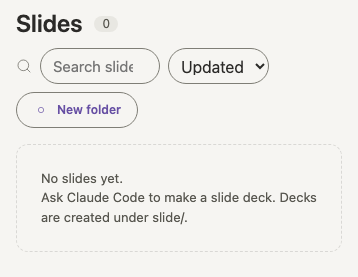 Slides 0
Search slide
Updated
New folder
No slides yet.
Ask Claude Code to make a slide deck. Decks
are created under slide/.